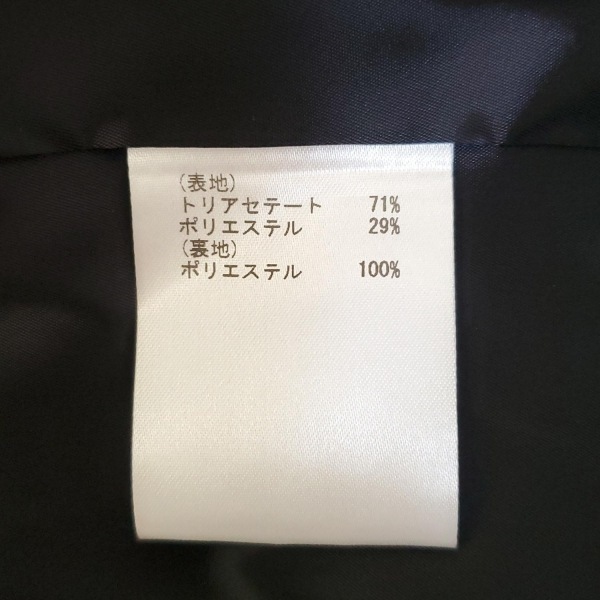 (表地)
トリアセテート 71%
ポリエステル 29%
(裏地)
ポリエステル 100%